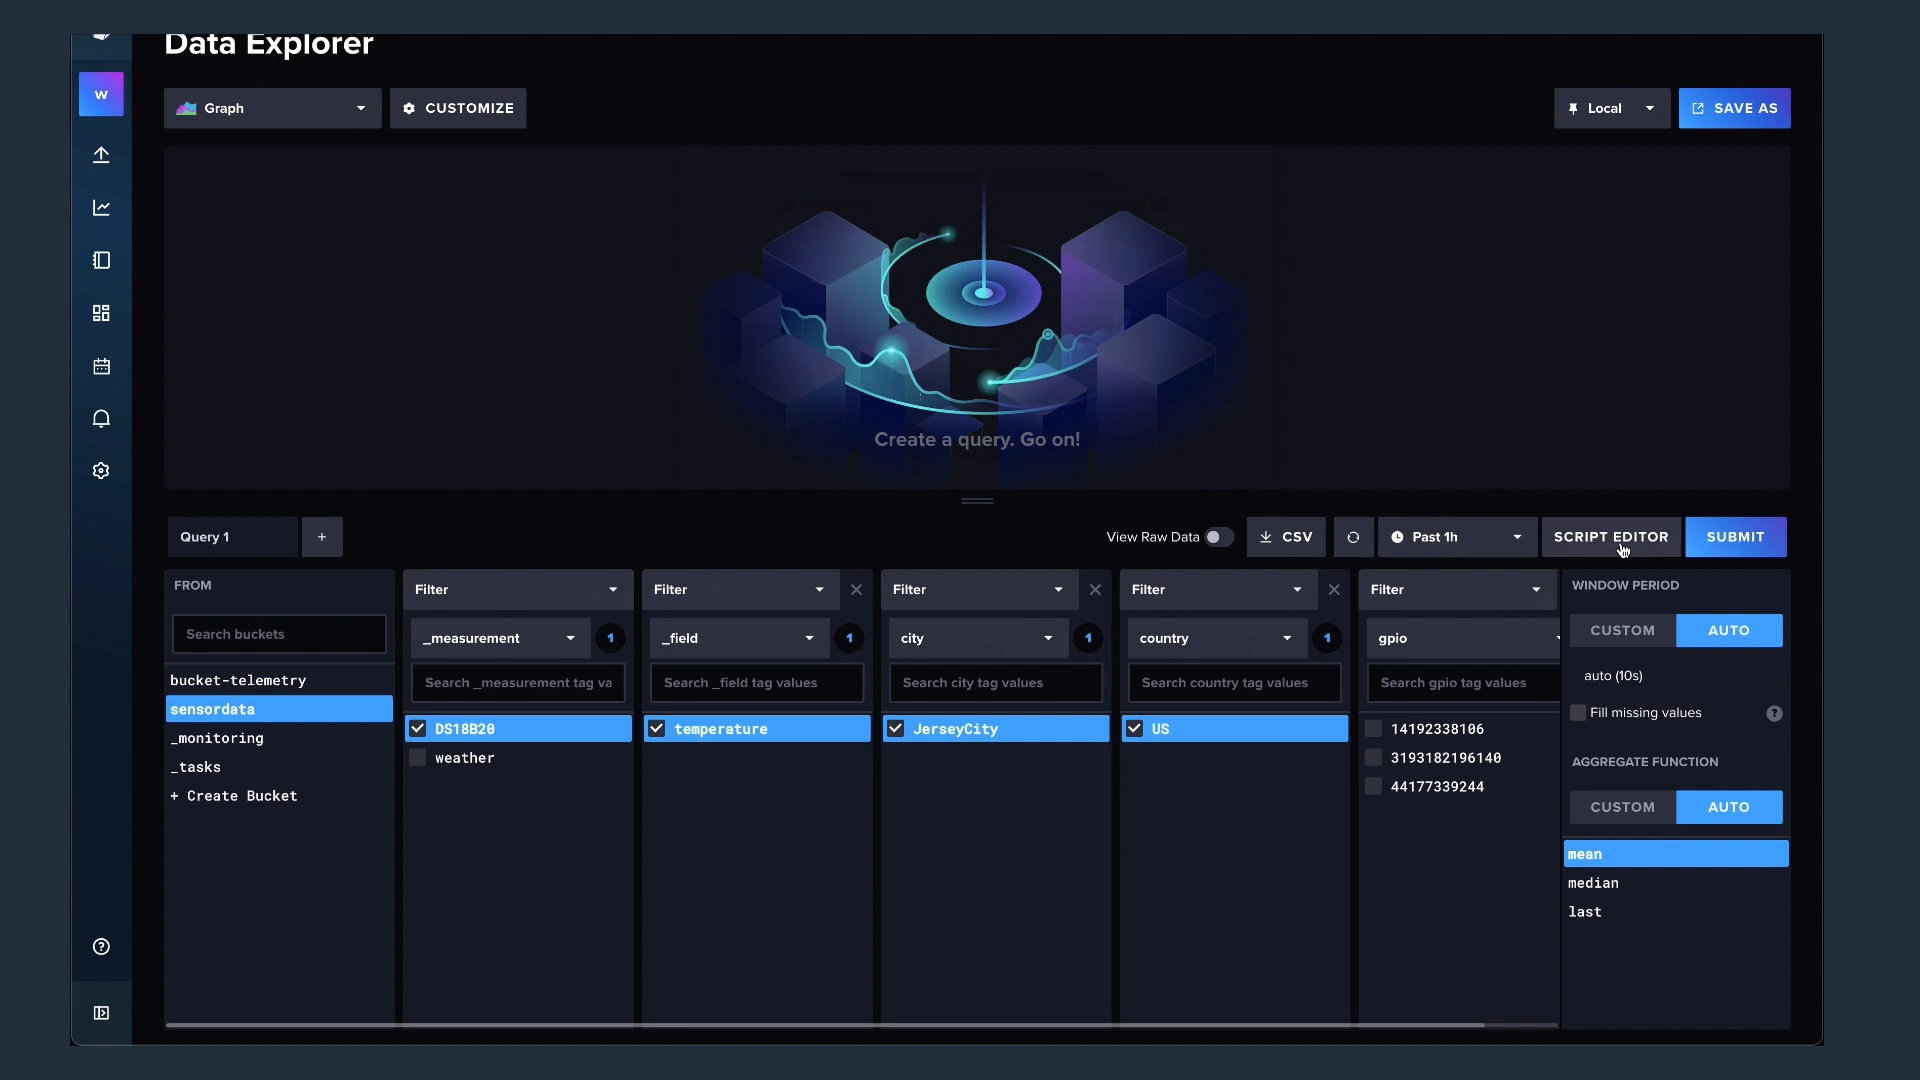 Data Explorer
W
Graph
CUSTOMIZE
Local
SAVE AS
Create a query. Go on!
Query 1
+
View Raw Data
CSV
Past 1h
SCRIPT EDITOR
SUBMIT
FROM
Search buckets
bucket-telemetry
sensordata
_monitoring
_tasks
+ Create Bucket
Filter
_measurement
1
Search _measurement tag va
DS18B20
weather
Filter
_field
1
Search _field tag values
temperature
Filter
city
1
Search city tag values
JerseyCity
Filter
country
1
Search country tag values
US
Filter
gpio
Search gpio tag values
14192338106
3193182196140
44177339244
WINDOW PERIOD
CUSTOM
AUTO
auto (10s)
Fill missing values
?
AGGREGATE FUNCTION
CUSTOM
AUTO
mean
median
last
?